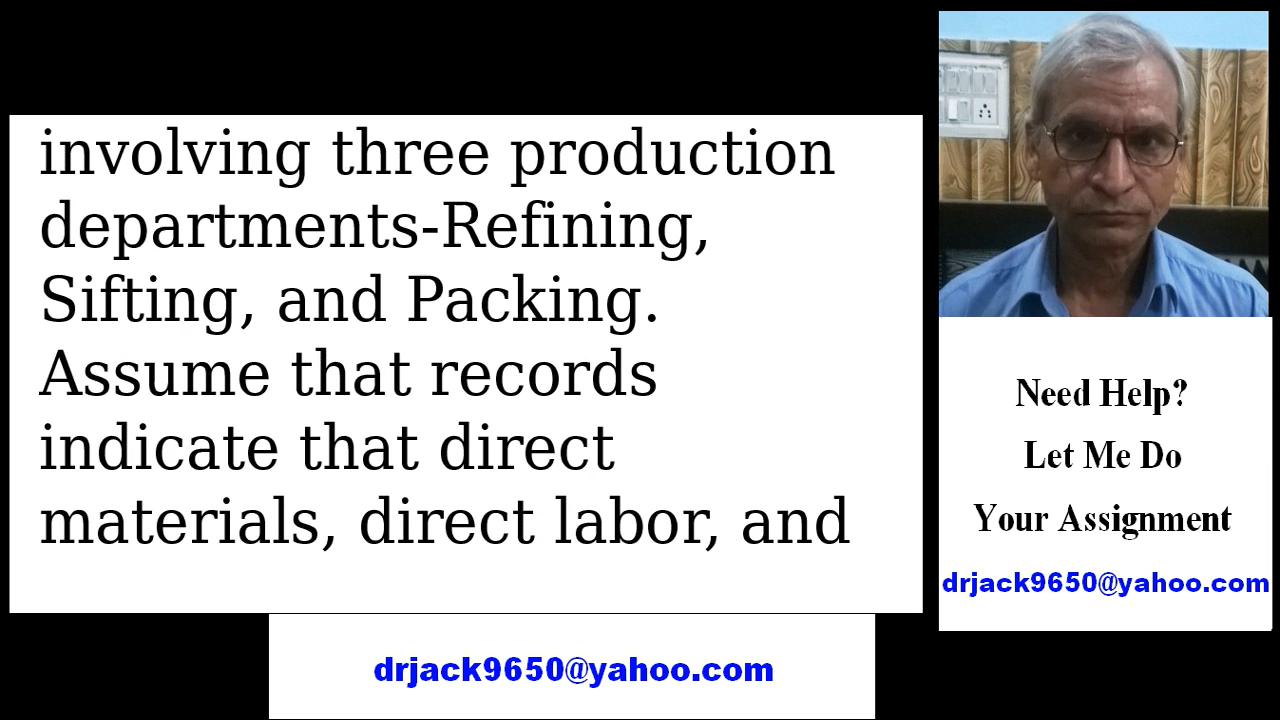 involving three production
departments-Refining,
Sifting, and Packing.
Assume that records
indicate that direct
materials, direct labor, and
Need Help?
Let Me Do
Your Assignment
drjack9650@yahoo.com
drjack9650@yahoo.com